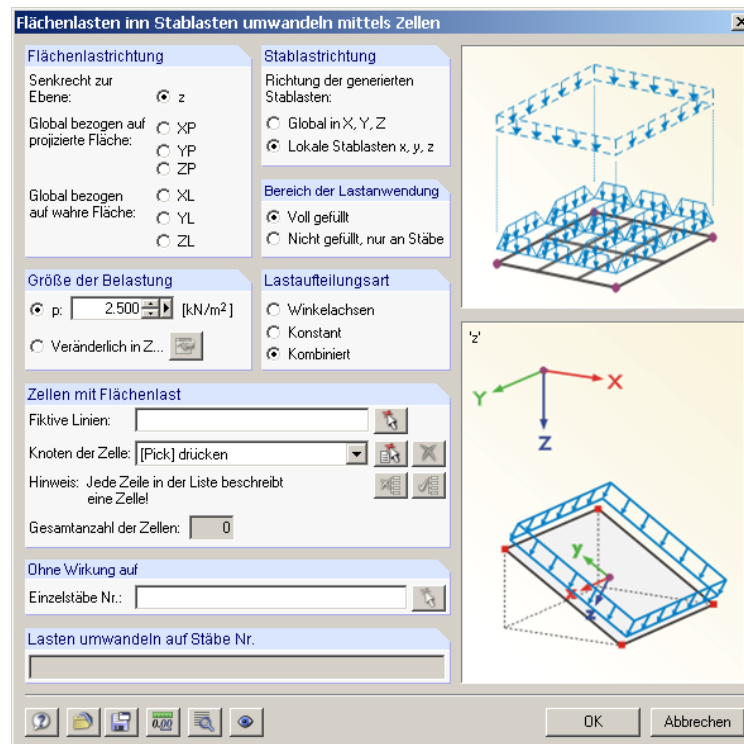 Flächenlasten inn Stablasten umwandeln mittels Zellen
Flächenlastrichtung
Senkrecht zur
Ebene:
z
Global bezogen auf
projizierte Fläche:
XP
YP
ZP
Global bezogen
auf wahre Fläche:
XL
YL
ZL
Stablastrichtung
Richtung der generierten
Stablasten:
Global in X, Y, Z
Lokale Stablasten x, y, z
Bereich der Lastanwendung
Voll gefüllt
Nicht gefüllt, nur an Stäbe
Größe der Belastung
p: 2.500 [kN/m²]
Veränderlich in Z...
Lastaufteilungsart
Winkelachsen
Konstant
Kombiniert
Zellen mit Flächenlast
Fiktive Linien:
Knoten der Zelle: [Pick] drücken
Hinweis: Jede Zeile in der Liste beschreibt
eine Zelle!
Gesamtanzahl der Zellen: 0
Ohne Wirkung auf
Einzelstäbe Nr.:
Lasten umwandeln auf Stäbe Nr.
'z'
X
Y
Z
y
x
z
0.00
OK
Abbrechen